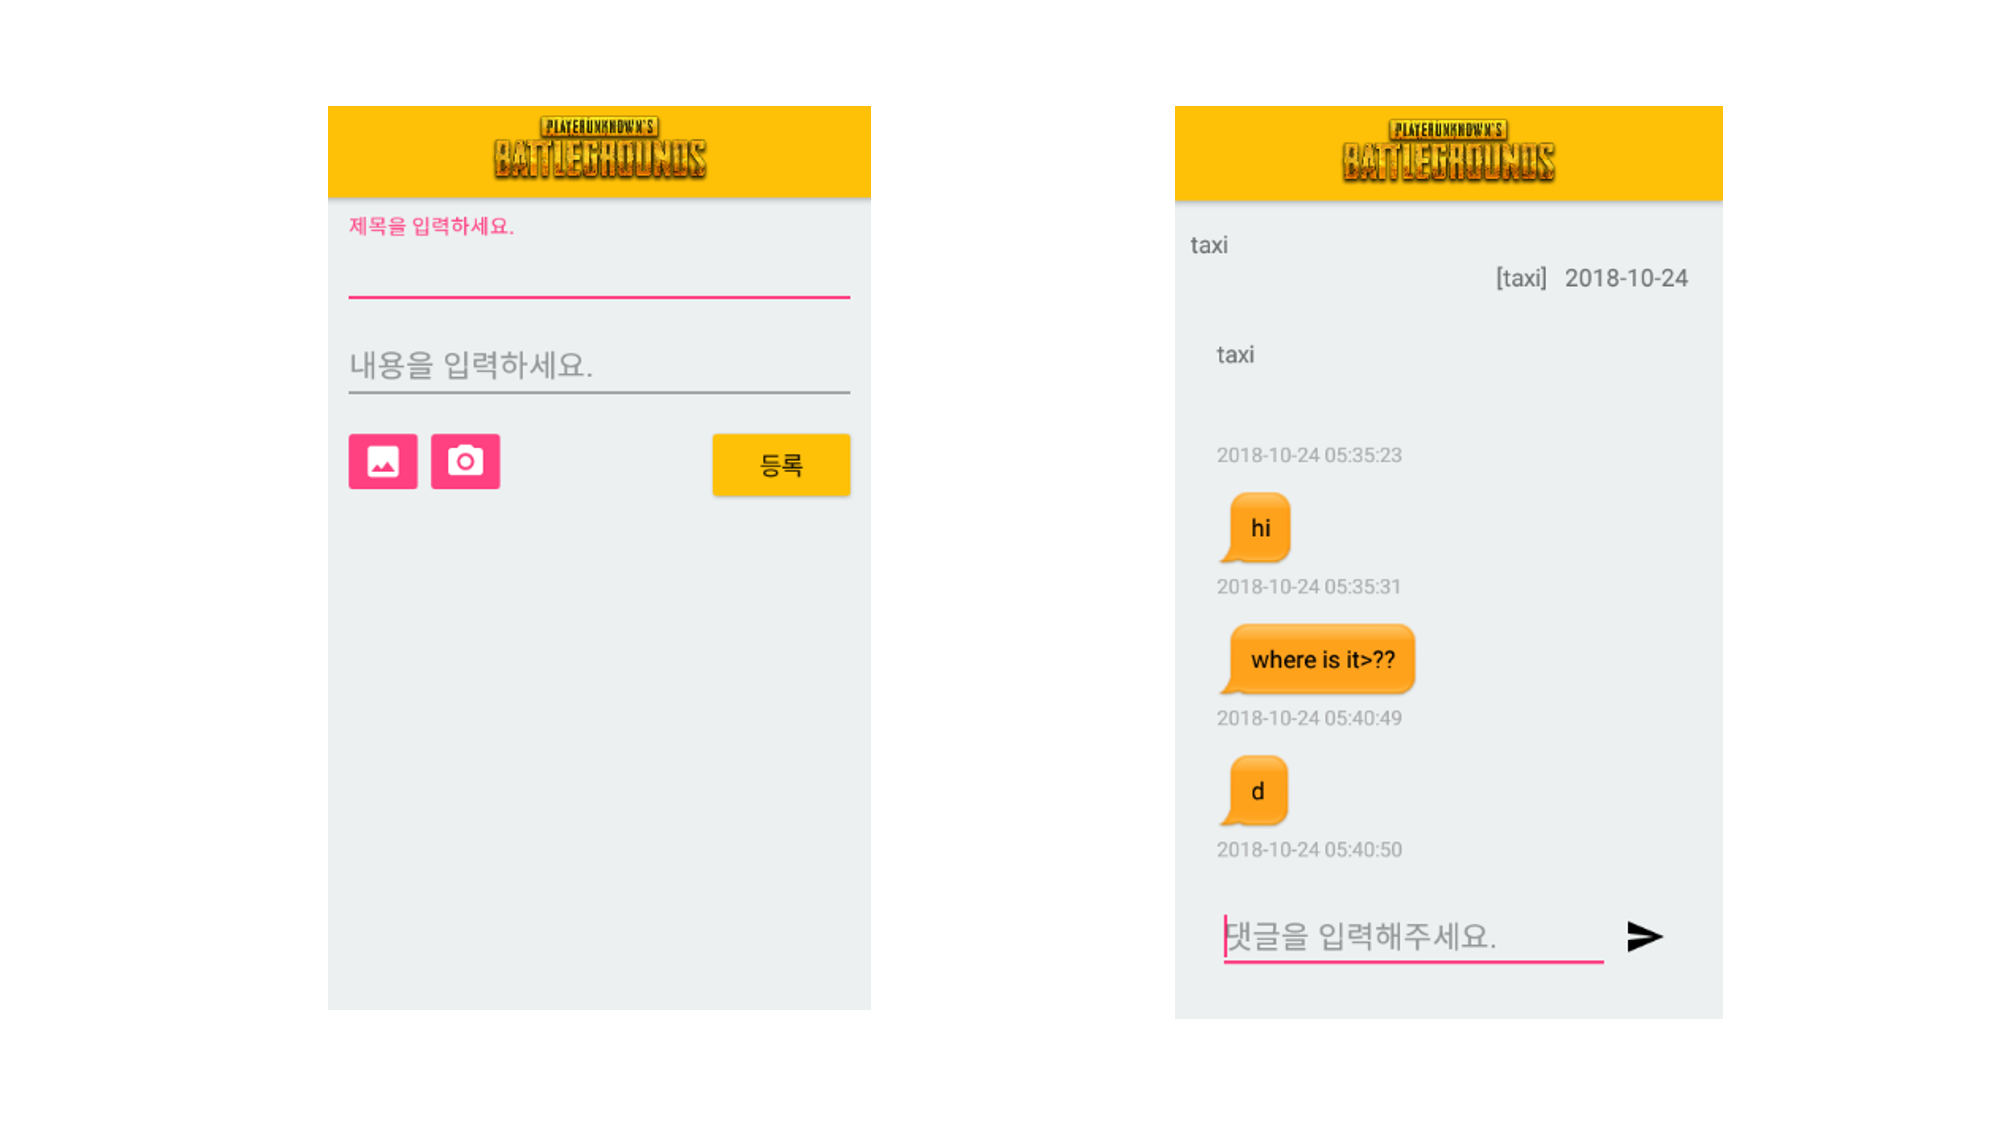 PLAYERUNKNOWN'S
BATTLEGROUNDS
제목을 입력하세요.
내용을 입력하세요.
등록
PLAYERUNKNOWN'S
BATTLEGROUNDS
taxi
[taxi] 2018-10-24
taxi
2018-10-24 05:35:23
hi
2018-10-24 05:35:31
where is it>??
2018-10-24 05:40:49
d
2018-10-24 05:40:50
댓글을 입력해주세요.